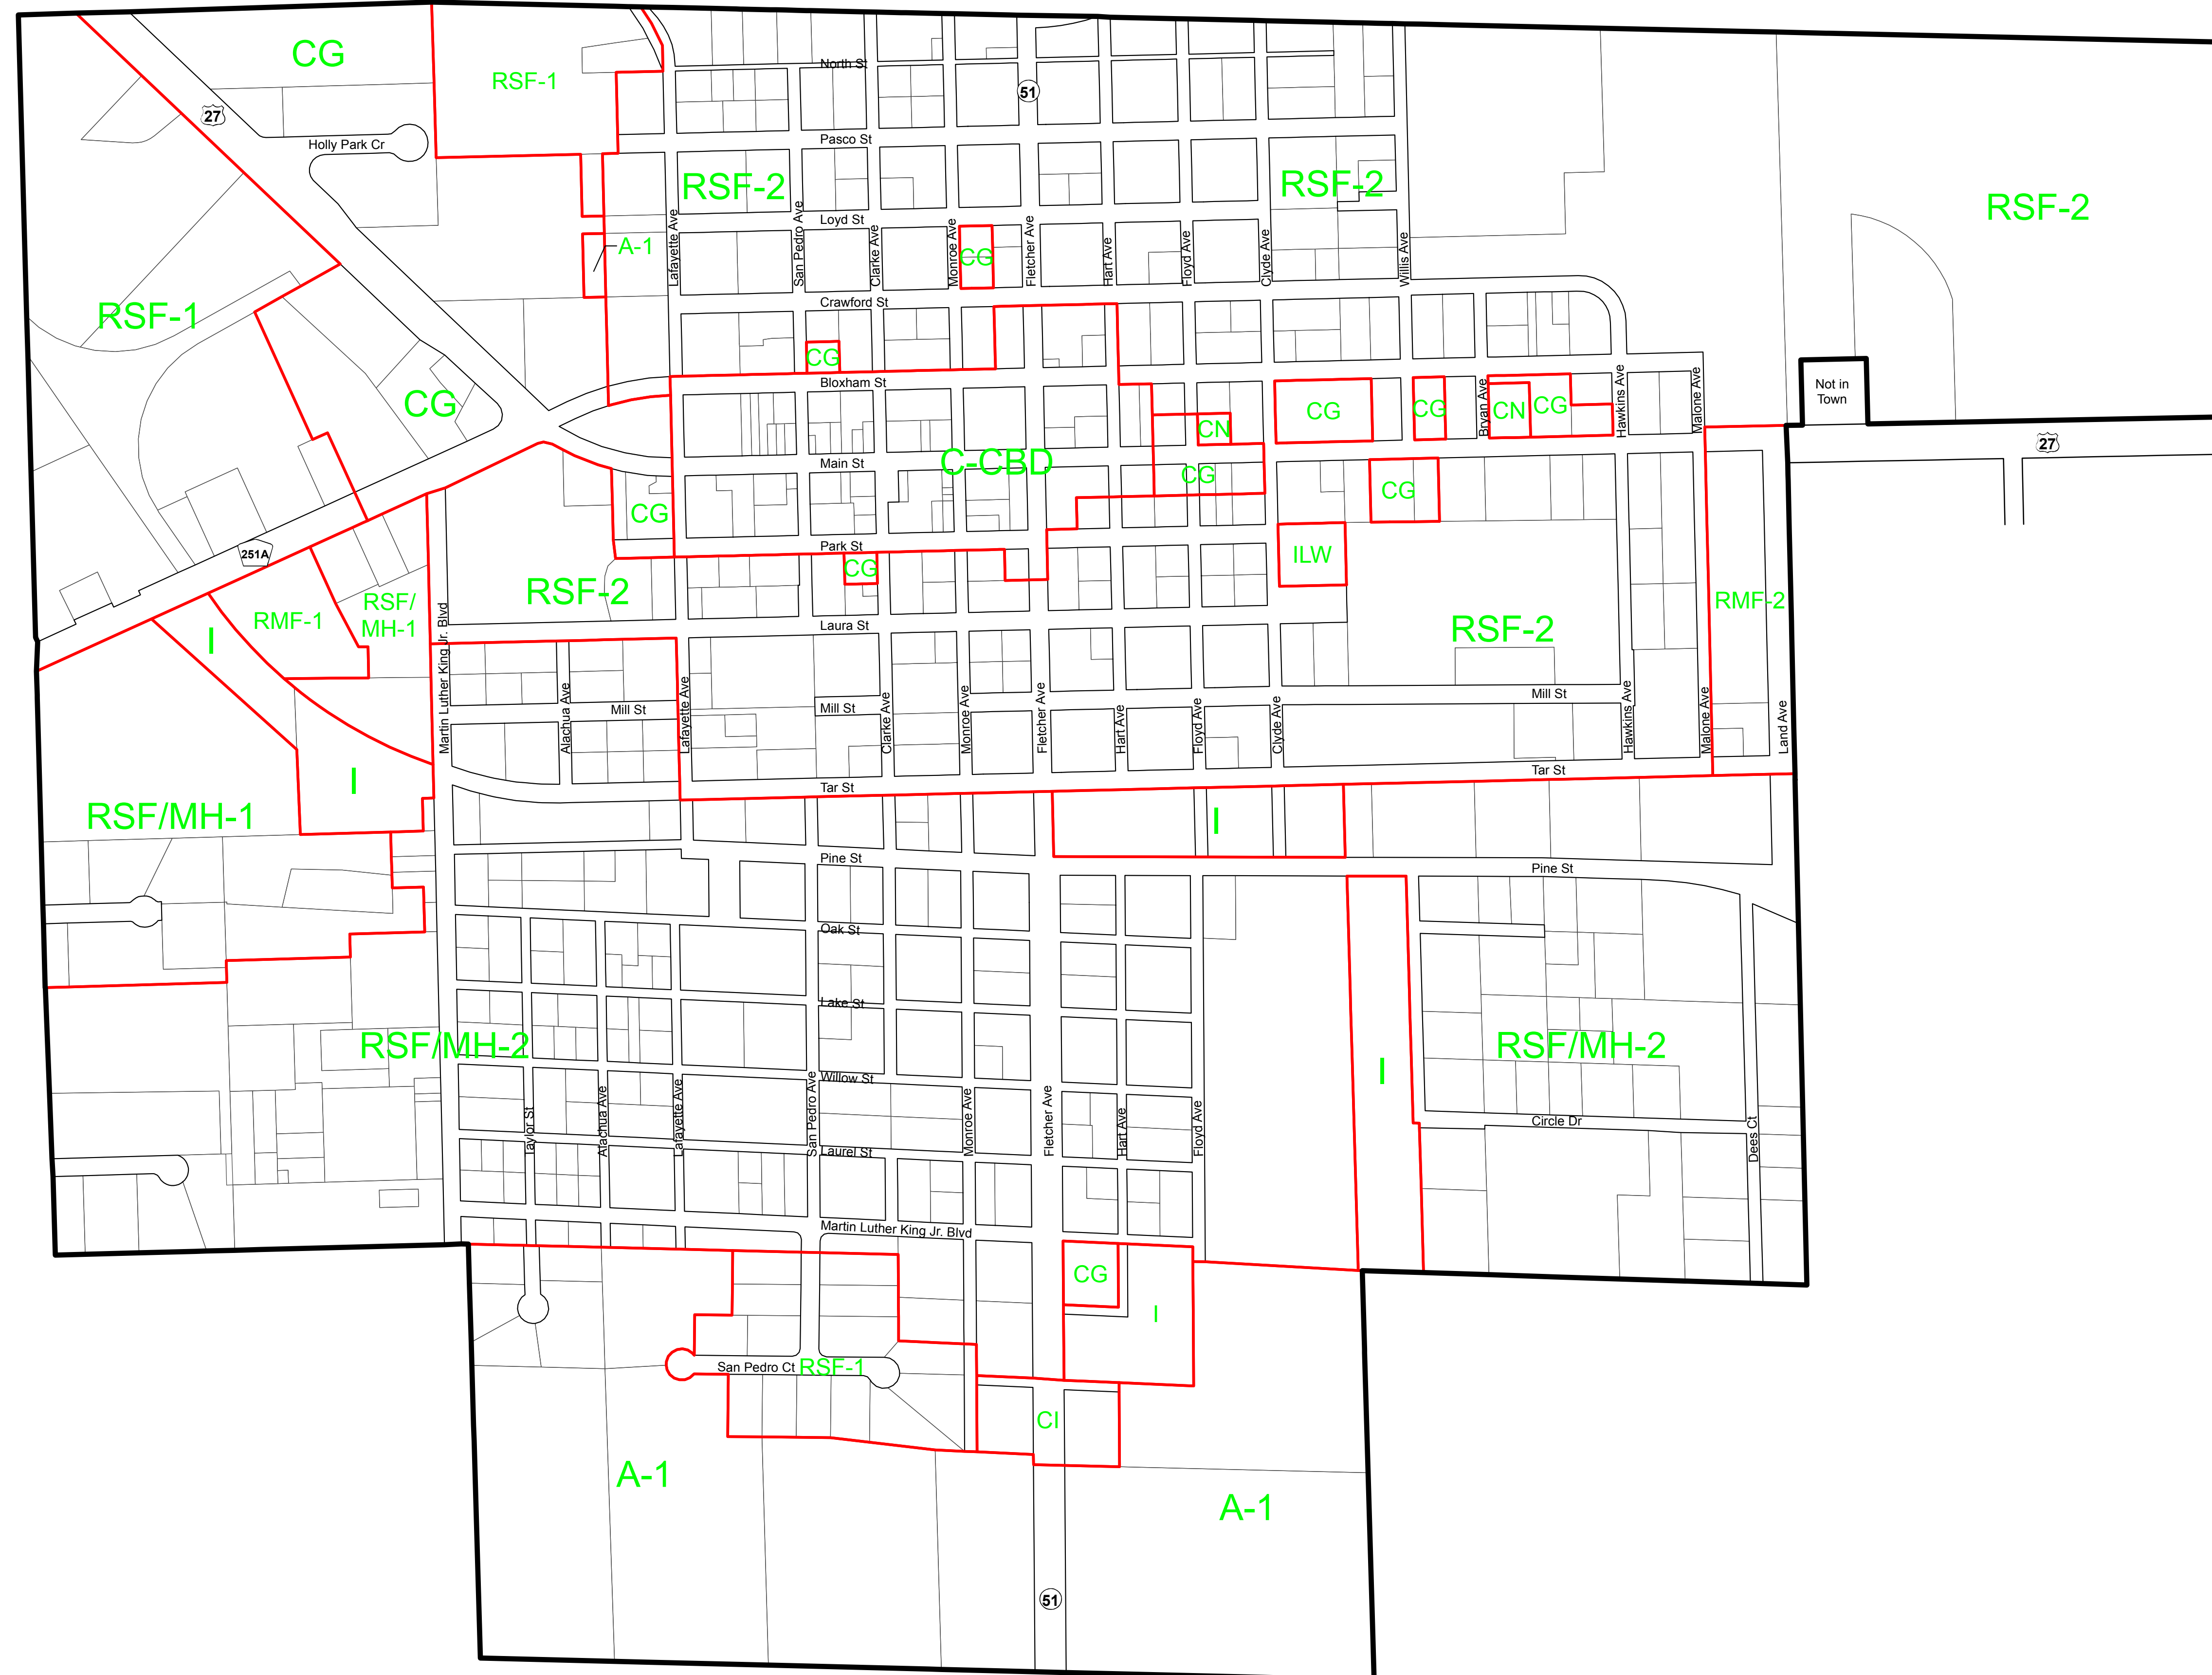 CG
RSF-1
North St
51
27
Holly Park Cr
Pasco St
RSF-2
RSF-2
RSF-2
Loyd St
A-1
Lafayette Ave
San Pedro Ave
Clarke Ave
Monroe Ave
CG
Fletcher Ave
Hart Ave
Floyd Ave
Clyde Ave
Willis Ave
RSF-1
Crawford St
CG
Bloxham St
CG
Not in
Town
CN
CG
CG
Bryan Ave
CN
CG
Hawkins Ave
Malone Ave
27
Main St
C-CBD
CG
CG
CG
Park St
251A
CG
ILW
RSF-2
RSF/
MH-1
RMF-1
I
Martin Luther King Jr. Blvd
Laura St
RSF-2
RMF-2
Mill St
Alachua Ave
Lafayette Ave
Mill St
Clarke Ave
Monroe Ave
Fletcher Ave
Hart Ave
Floyd Ave
Clyde Ave
Mill St
Hawkins Ave
Malone Ave
Land Ave
I
Tar St
Tar St
RSF/MH-1
I
Pine St
Pine St
Oak St
Lake St
RSF/MH-2
RSF/MH-2
I
Willow St
Taylor St
Alachua Ave
Lafayette Ave
San Pedro Ave
Monroe Ave
Fletcher Ave
Hart Ave
Floyd Ave
Circle Dr
Dees Ct
Laurel St
Martin Luther King Jr. Blvd
CG
I
San Pedro Ct
RSF-1
CI
A-1
A-1
51